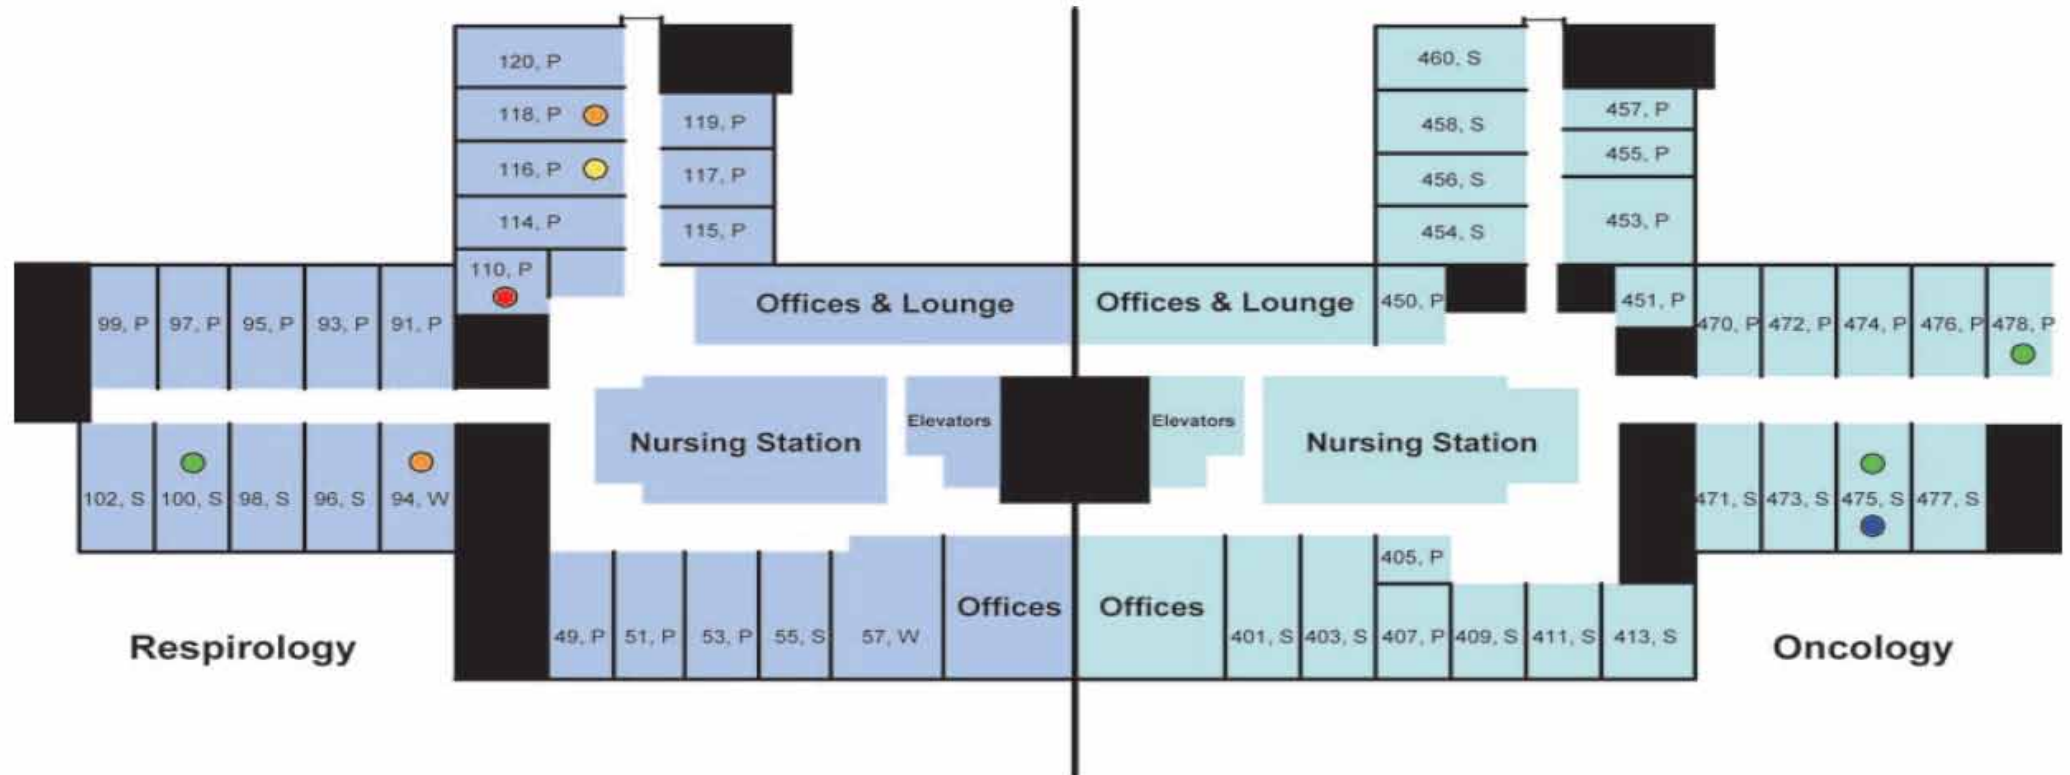 120, P
118, P
116, P
114, P
110, P
119, P
117, P
115, P
460, S
458, S
456, S
454, S
457, P
455, P
453, P
99, P
97, P
95, P
93, P
91, P
Offices & Lounge
Offices & Lounge
450, P
451, P
470, P
472, P
474, P
476, P
478, P
Nursing Station
Elevators
Elevators
Nursing Station
102, S
100, S
98, S
96, S
94, W
471, S
473, S
475, S
477, S
49, P
51, P
53, P
55, S
57, W
Offices
Offices
401, S
403, S
405, P
407, P
409, S
411, S
413, S
Respirology
Oncology